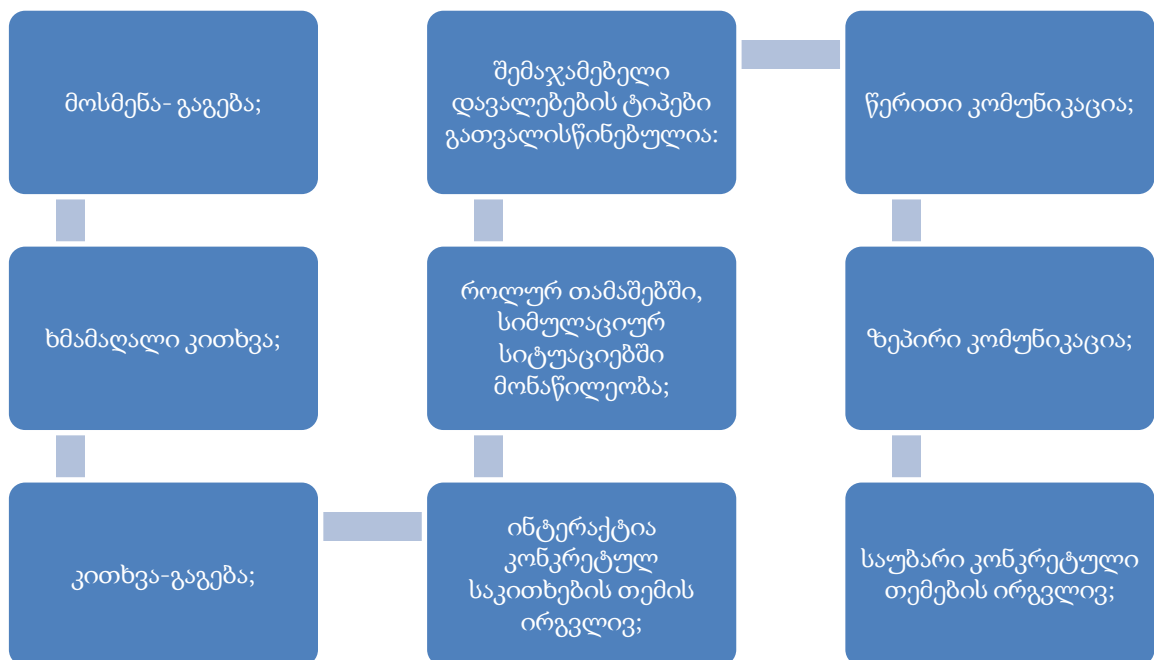 მოსმენა- გაგება;
ხმამაღალი კითხვა;
კითხვა-გაგება;
ინტერაქტია
კონკრეტულ
საკითხების თემის
ირგვლივ;
როლურ თამაშებში,
სიმულაციურ
სიტუაციებში
მონაწილეობა;
შემაჯამებელი
დავალებების ტიპები
გათვალისწინებულია:
წერითი კომუნიკაცია;
ზეპირი კომუნიკაცია;
საუბარი კონკრეტული
თემების ირგვლივ;